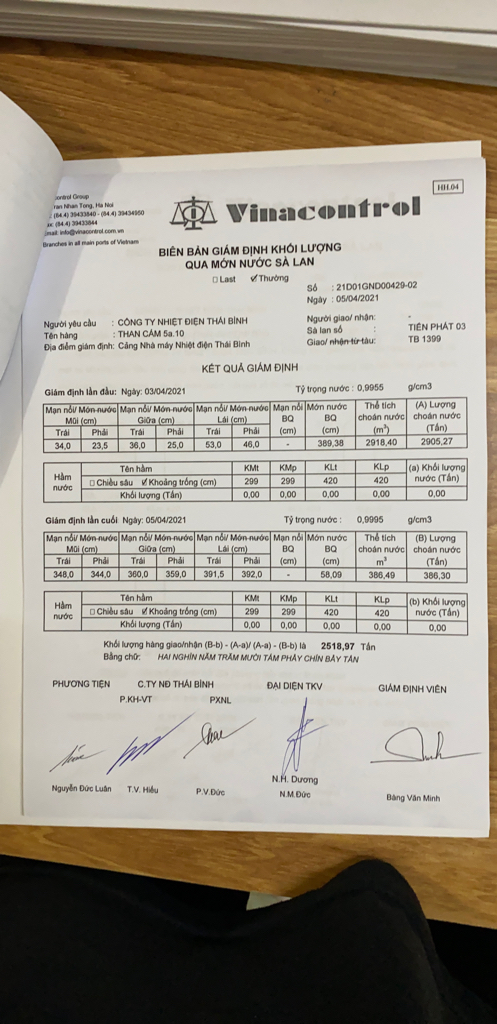 181.04
control Group
ran Nhan Tong, Ha Noi
(84.4) 39433840 - (84.4) 39434950
ax: (84.4) 39433844
Email: info@vinacontrol.com.vn
Branches in all main ports of Vietnam
Vinacontrol
BIÊN BẢN GIÁM ĐỊNH KHỐI LƯỢNG
QUA MỚN NƯỚC SÀ LAN
□ Last ✓Thường
Số : 21D01GND00429-02
Ngày : 05/04/2021
Người yêu cầu : CÔNG TY NHIỆT ĐIỆN THÁI BÌNH
Người giao/ nhận: -
Tên hàng : THAN CÁM 5a.10
Sà lan số : TIẾN PHÁT 03
Địa điểm giám định: Cảng Nhà máy Nhiệt điện Thái Bình
Giao/ nhận từ tàu: TB 1399
KẾT QUẢ GIÁM ĐỊNH
Giám định lần đầu: Ngày: 03/04/2021 Tỷ trọng nước : 0,9955 g/cm3
Mạn nổi/ Món nước Mạn nổi/ Món nước Mạn nổi/ Món nước Mạn nổi Món nước Thể tích (A) Lượng
Mũi (cm) Giữa (cm) Lái (cm) BQ BQ choán nước choán nước
Trái Phải Trái Phải Trái Phải (cm) (cm) (m³) (Tấn)
34,0 23,5 36,0 25,0 53,0 46,0 - 389,38 2918,40 2905,27
Hầm nước Tên hầm KMt KMp KLt KLp (a) Khối lượng
□ Chiều sâu ✓ Khoảng trống (cm) 299 299 420 420 nước (Tấn)
Khối lượng (Tấn) 0,00 0,00 0,00 0,00 0,00
Giám định lần cuối Ngày: 05/04/2021 Tỷ trọng nước : 0,9995 g/cm3
Mạn nổi/ Món nước Mạn nổi/ Món nước Mạn nổi/ Món nước Mạn nổi Món nước Thể tích (B) Lượng
Mũi (cm) Giữa (cm) Lái (cm) BQ BQ choán nước choán nước
Trái Phải Trái Phải Trái Phải (cm) (cm) m³ (Tấn)
348,0 344,0 360,0 359,0 391,5 392,0 - 58,09 386,49 386,30
Hầm nước Tên hầm KMt KMp KLt KLp (b) Khối lượng
□ Chiều sâu ✓ Khoảng trống (cm) 299 299 420 420 nước (Tấn)
Khối lượng (Tấn) 0,00 0,00 0,00 0,00 0,00
Khối lượng hàng giao/nhận (B-b) - (A-a)/ (A-a) - (B-b) là 2518,97 Tấn
Bằng chữ: HAI NGHÌN NĂM TRĂM MƯỜI TÁM PHẨY CHÍN BẢY TẤN
PHƯƠNG TIỆN C.TY NĐ THÁI BÌNH ĐẠI DIỆN TKV GIÁM ĐỊNH VIÊN
P.KH-VT PXNL
N.H. Dương
Nguyễn Đức Luân T.V. Hiếu P.V.Đức N.M.Đức Bàng Văn Minh